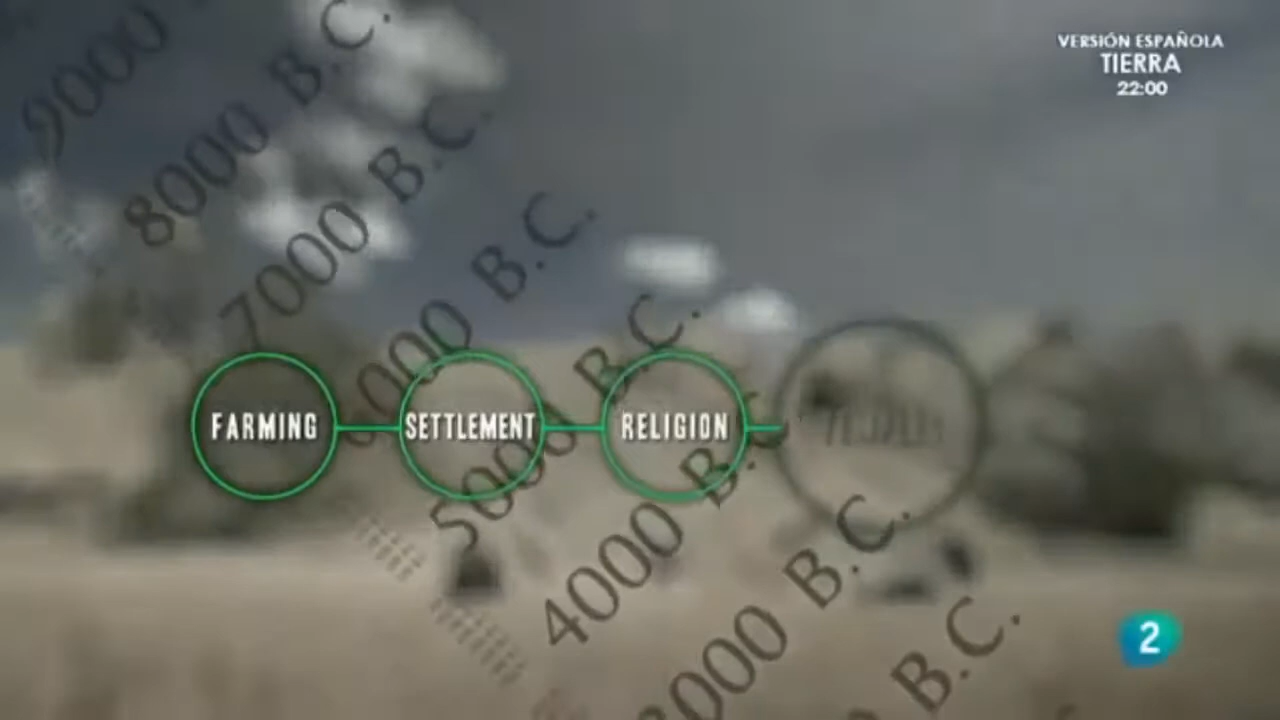 VERSIÓN ESPAÑOLA
TIERRA
22:00
9000
8000 B.C.
7000 B.C.
6000 B.C.
5000 B.C.
4000 B.C.
3000 B.C.
B.C.
FARMING
SETTLEMENT
RELIGION
2